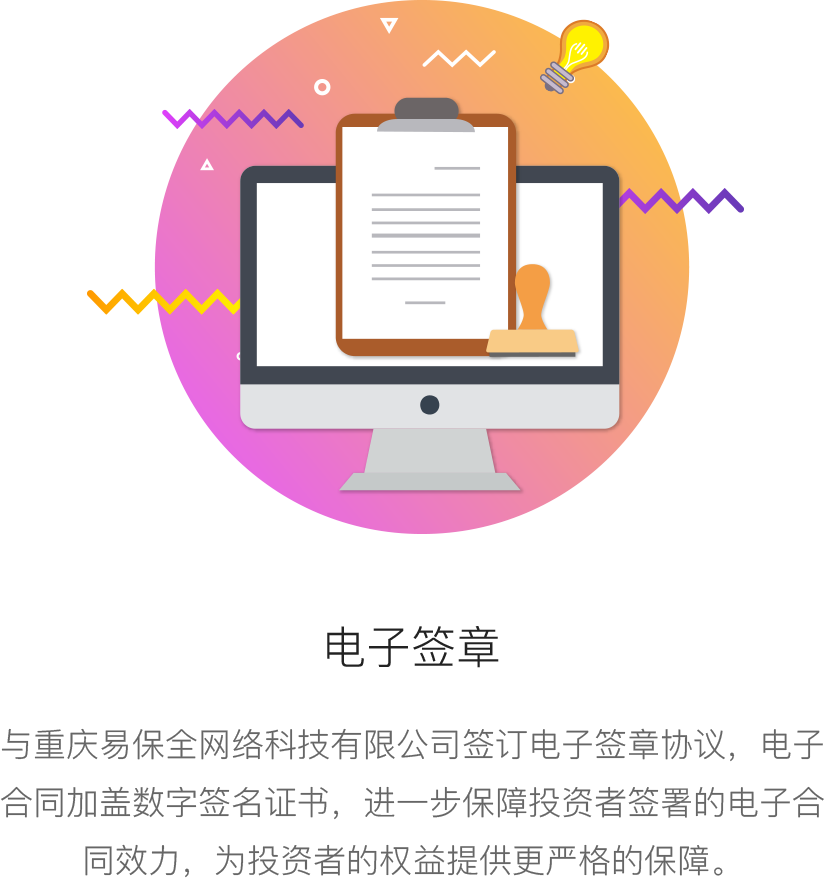 电子签章
与重庆易保全网络科技有限公司签订电子签章协议，电子
合同加盖数字签名证书，进一步保障投资者签署的电子合
同效力，为投资者的权益提供更严格的保障。